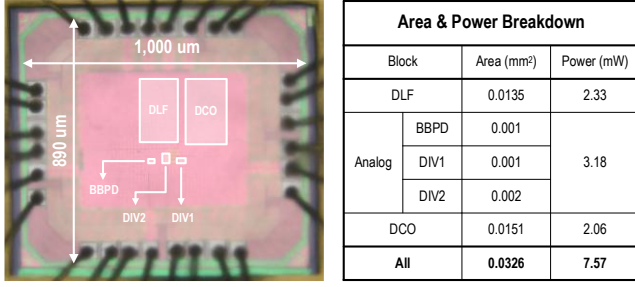 1,000 um
890 um
DLF
DCO
BBPD
DIV2
DIV1
Area & Power Breakdown
Block Area (mm²) Power (mW)
DLF 0.0135 2.33
Analog BBPD 0.001 3.18
DIV1 0.001
DIV2 0.002
DCO 0.0151 2.06
All 0.0326 7.57